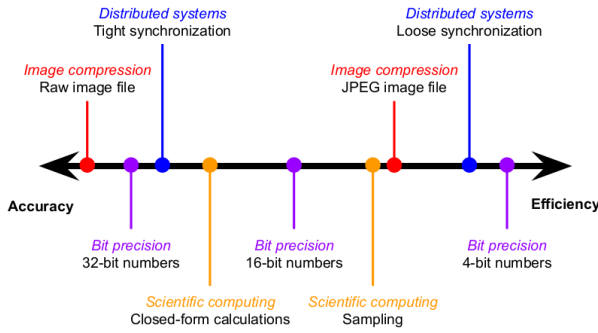 Distributed systems
Tight synchronization
Distributed systems
Loose synchronization
Image compression
Raw image file
Image compression
JPEG image file
Accuracy
Efficiency
Bit precision
32-bit numbers
Bit precision
16-bit numbers
Bit precision
4-bit numbers
Scientific computing
Closed-form calculations
Scientific computing
Sampling